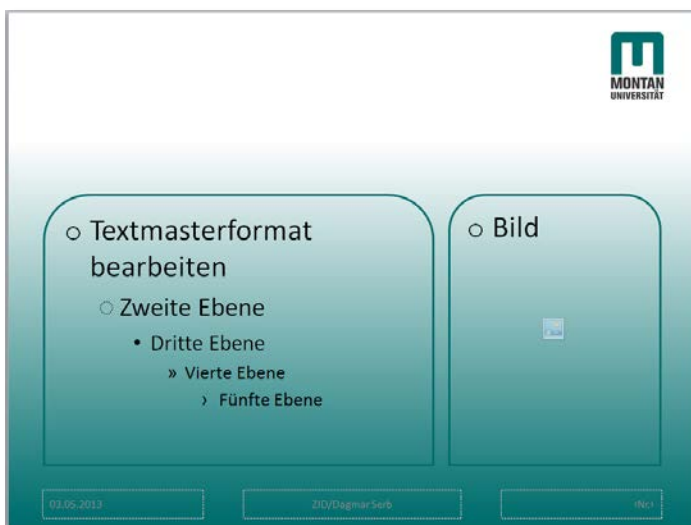 MONTAN
UNIVERSITÄT
○ Textmasterformat
bearbeiten
◌ Zweite Ebene
• Dritte Ebene
» Vierte Ebene
› Fünfte Ebene
○ Bild
03.05.2013
ZID/Dagmar Serb
‹Nr.›